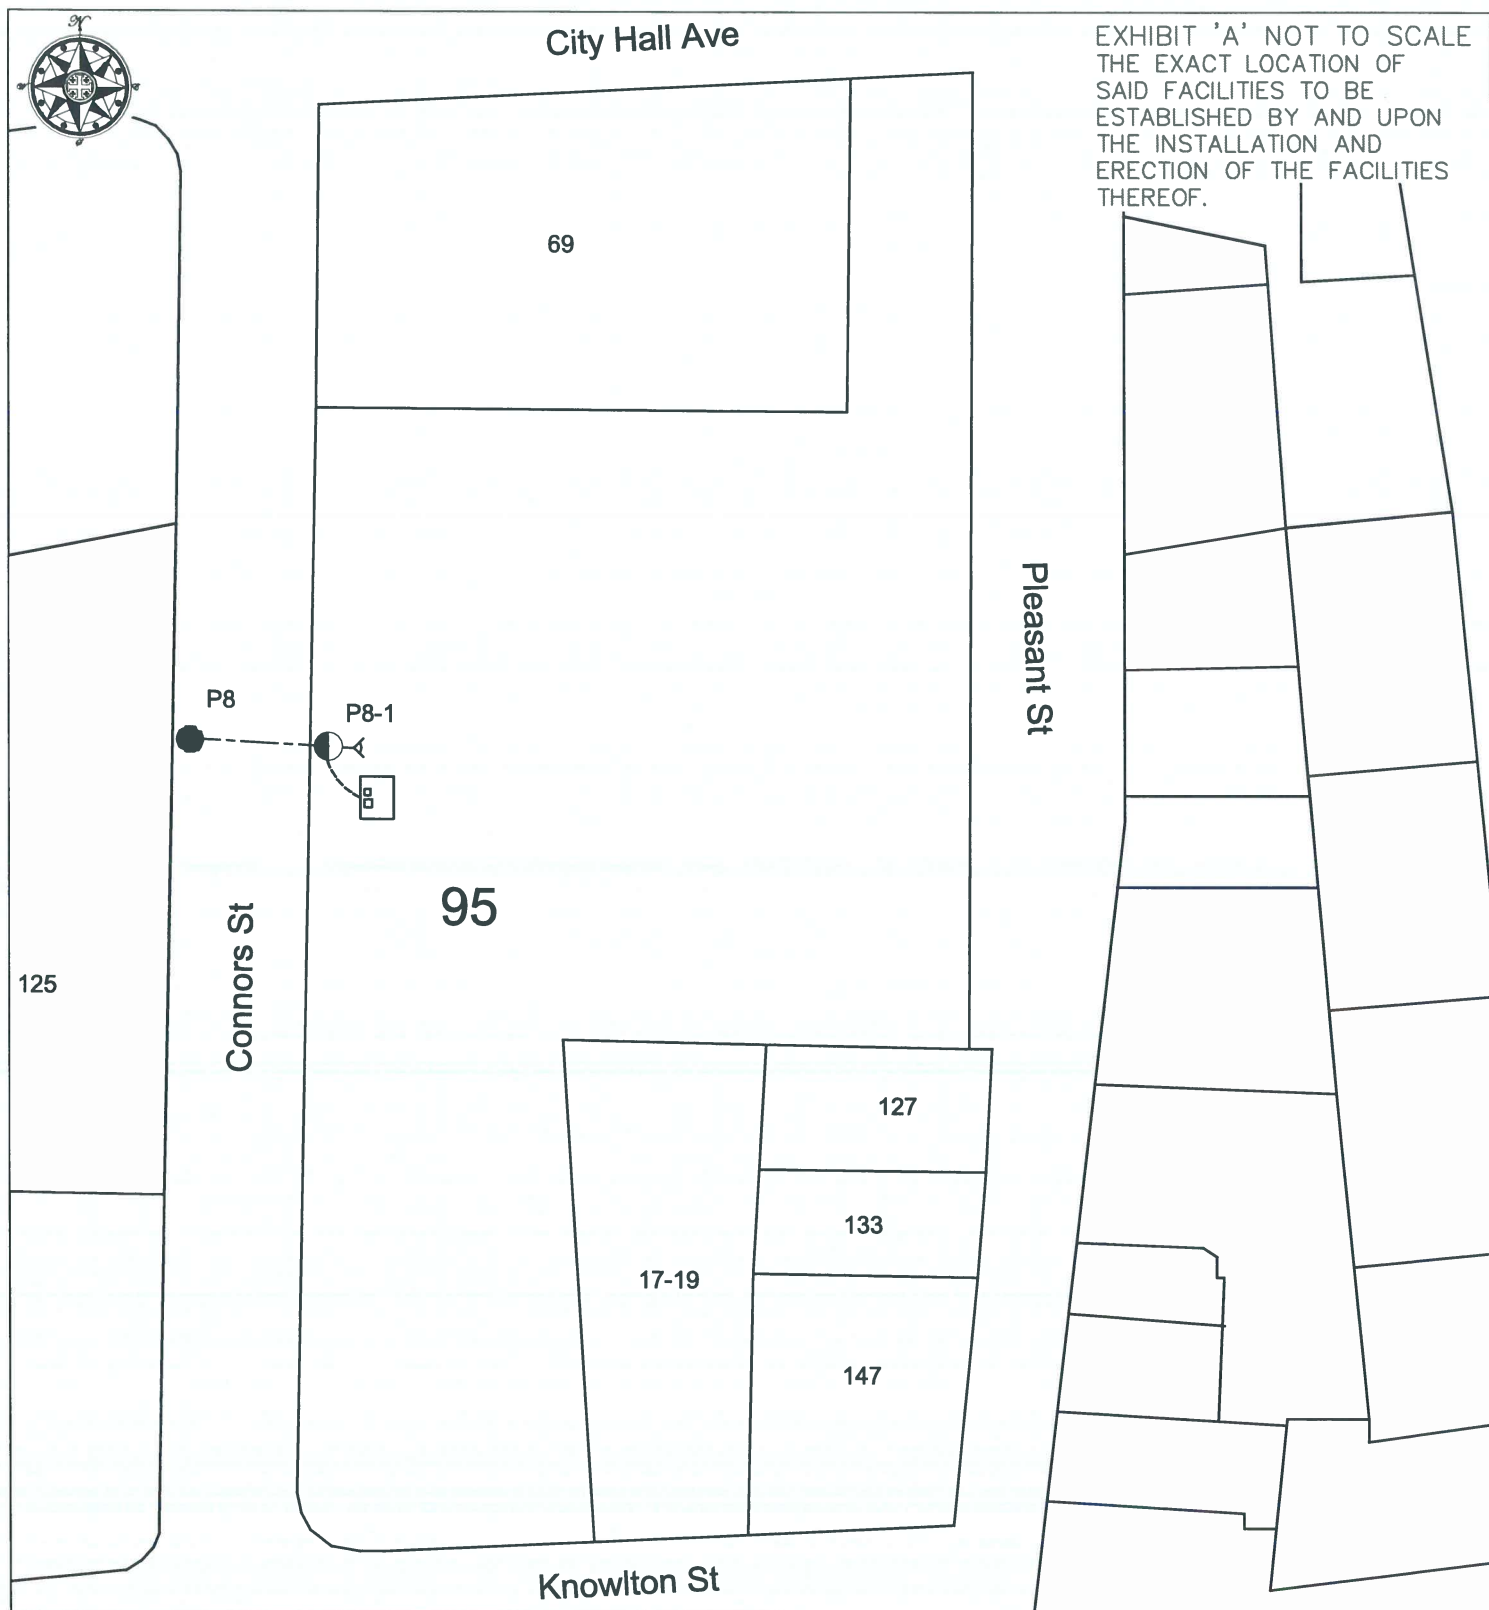 N
City Hall Ave
EXHIBIT 'A' NOT TO SCALE
THE EXACT LOCATION OF
SAID FACILITIES TO BE
ESTABLISHED BY AND UPON
THE INSTALLATION AND
ERECTION OF THE FACILITIES
THEREOF.
69
Pleasant St
P8
P8-1
95
Connors St
125
127
133
17-19
147
Knowlton St